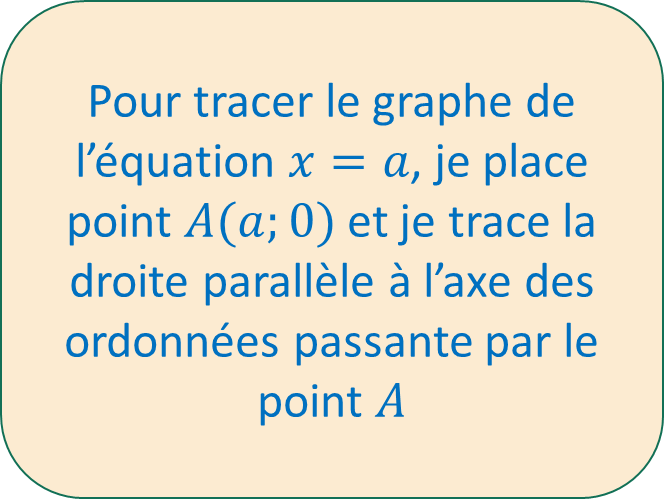 Pour tracer le graphe de
l’équation 𝑥 = 𝑎, je place
point 𝐴(𝑎; 0) et je trace la
droite parallèle à l’axe des
ordonnées passante par le
point 𝐴